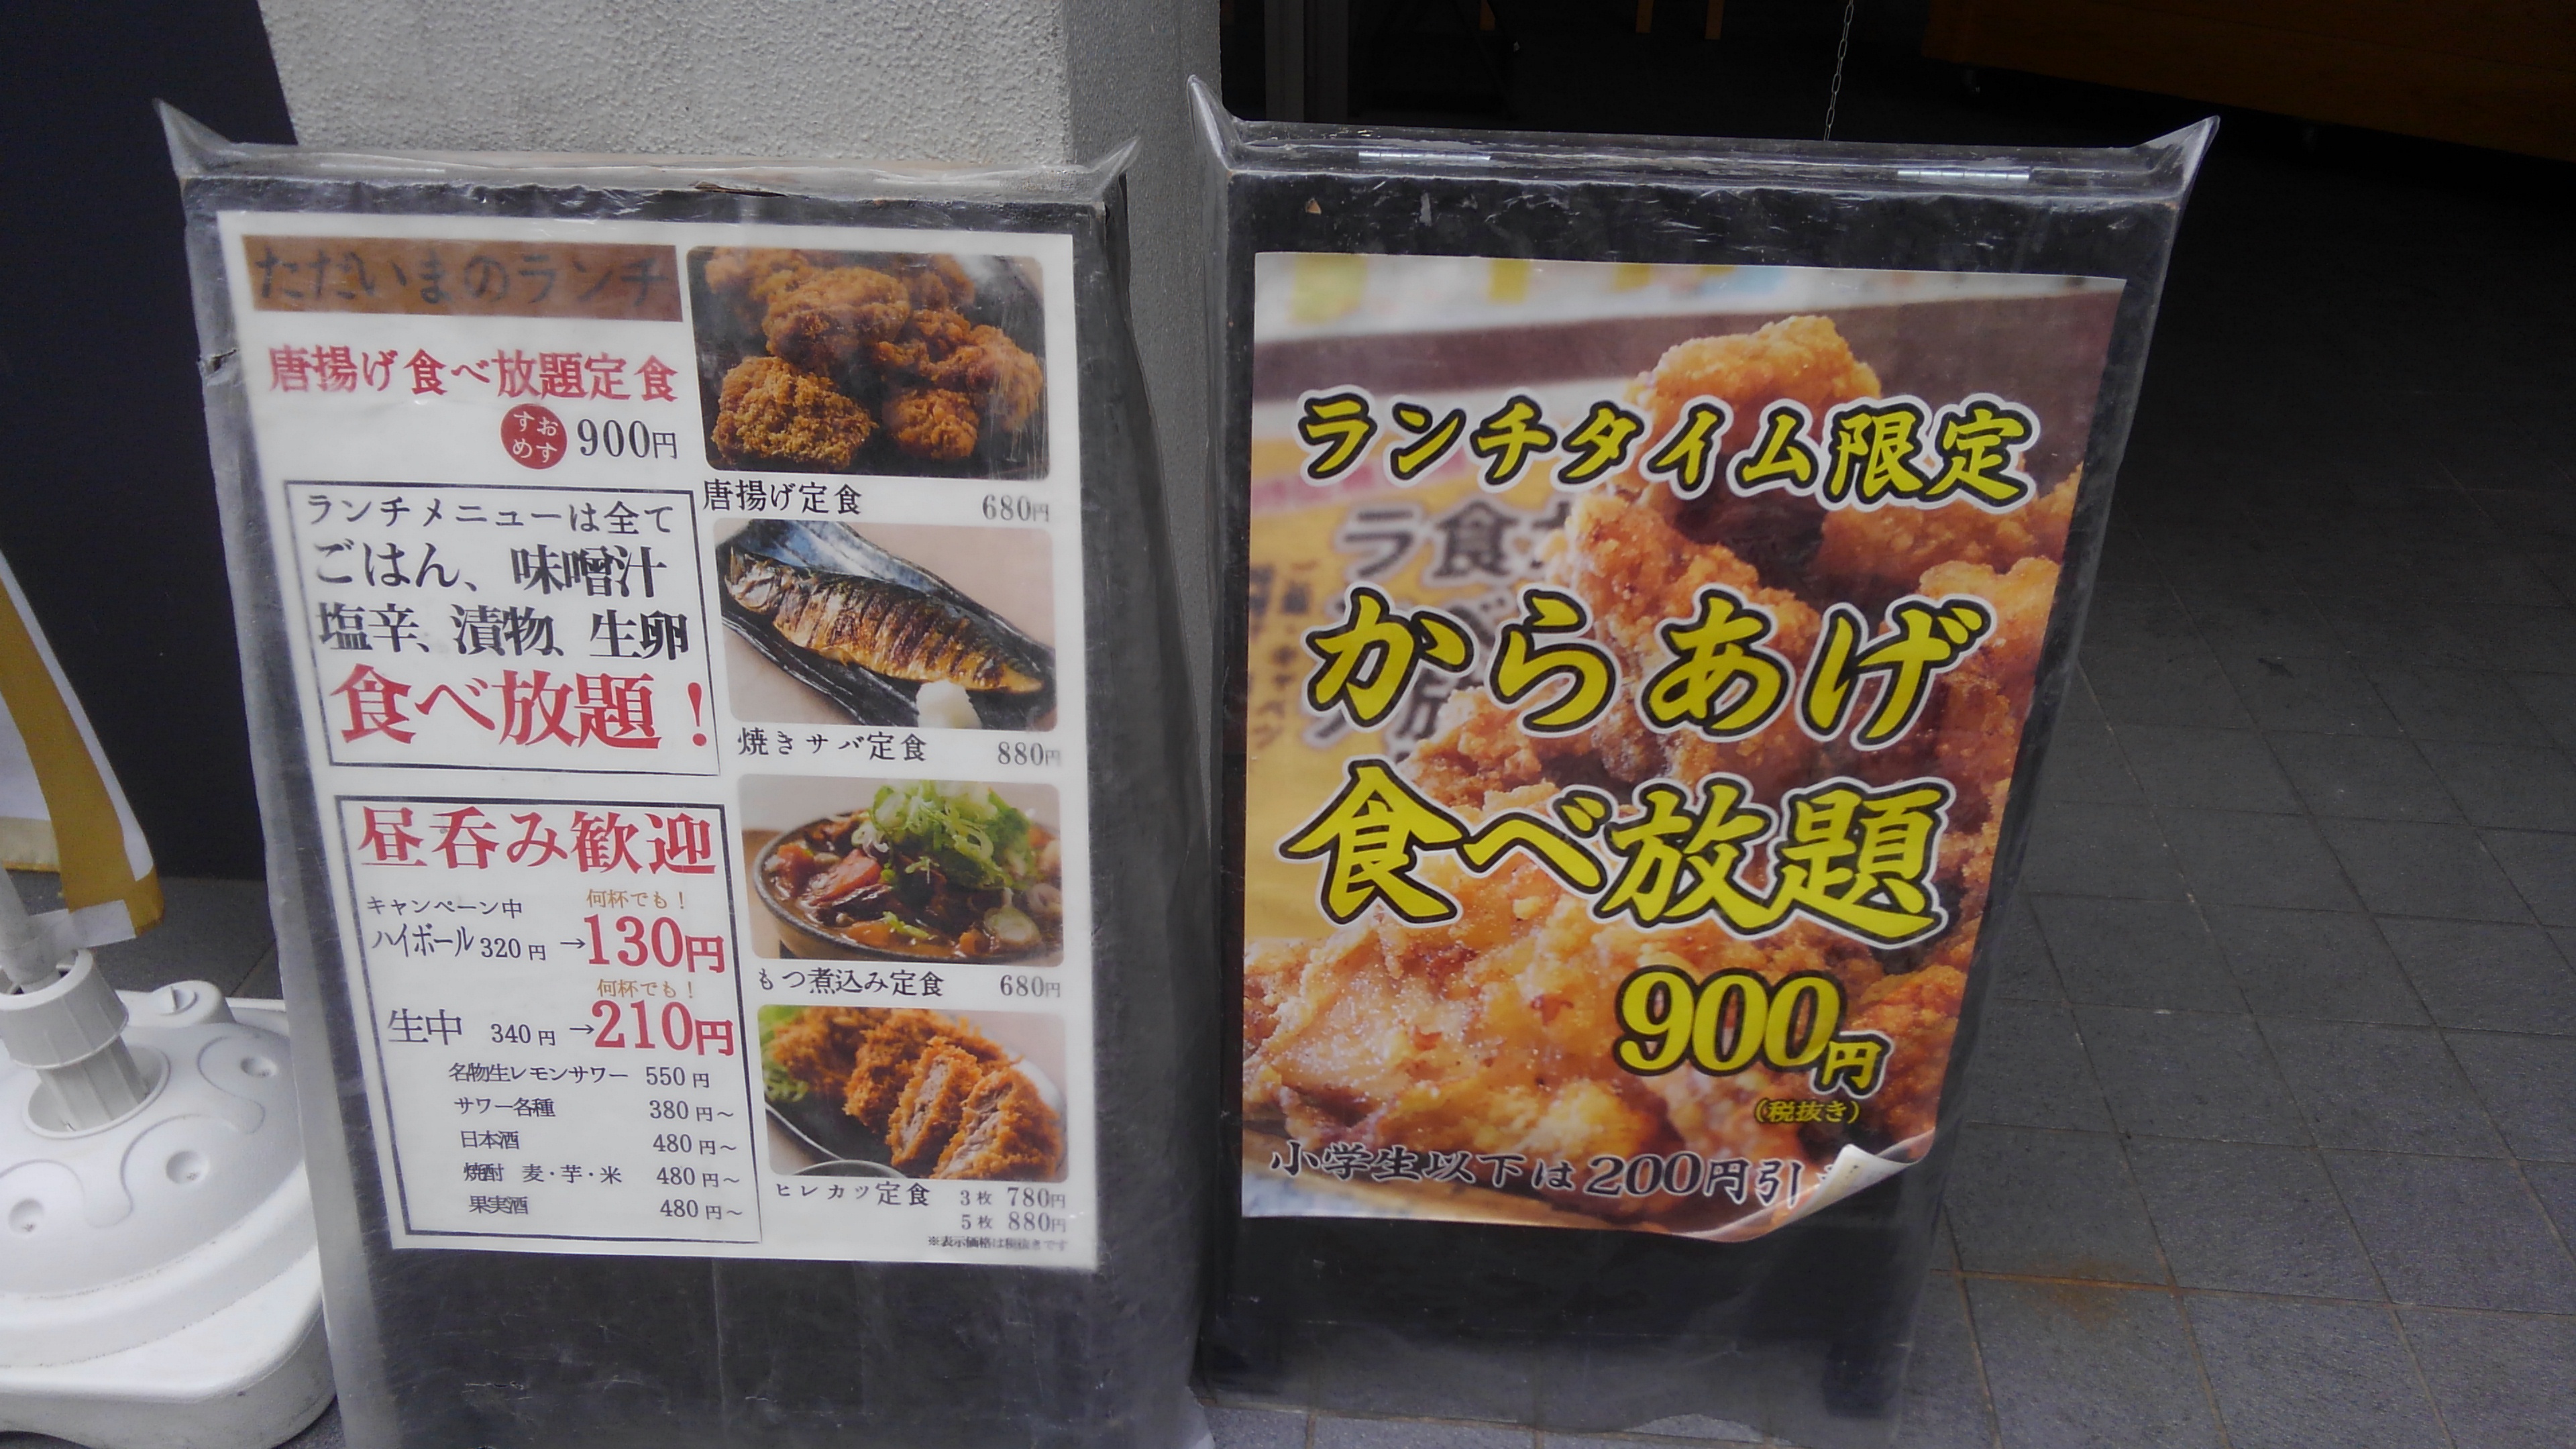 ただいまのランチ
唐揚げ食べ放題定食
おすすめ 900円
ランチメニューは全て
ごはん、味噌汁
塩辛、漬物、生卵
食べ放題！
昼呑み歓迎
キャンペーン中 何杯でも！
ハイボール 320円 →130円
何杯でも！
生中 340円 →210円
名物生レモンサワー 550円
サワー各種 380円～
日本酒 480円～
焼酎 麦・芋・米 480円～
果実酒 480円～
唐揚げ定食 680円
焼きサバ定食 880円
もつ煮込み定食 680円
ヒレカツ定食 3枚 780円
5枚 880円
※表示価格は税抜きです
ランチタイム限定
からあげ
食べ放題
900円
(税抜き)
小学生以下は200円引